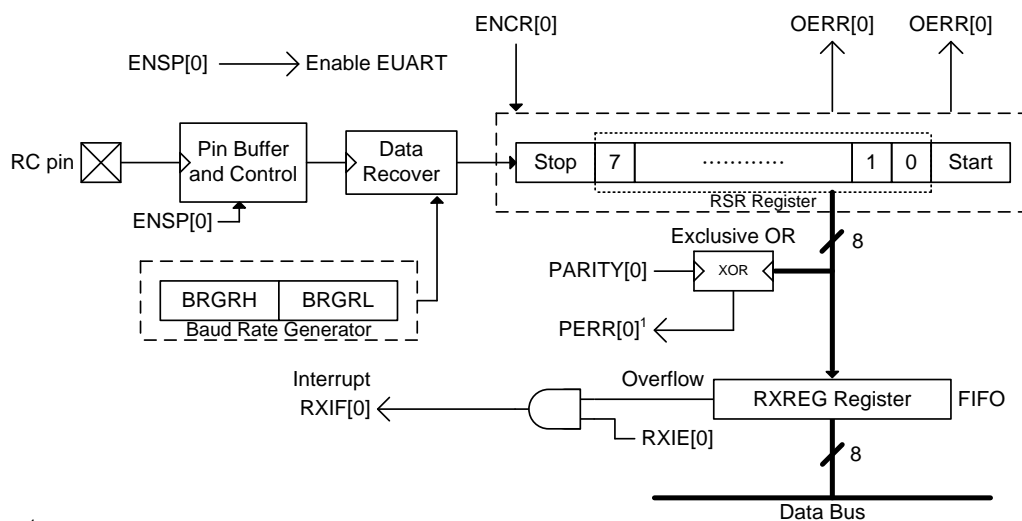 ENCR[0]
OERR[0]
OERR[0]
ENSP[0]
Enable EUART
RC pin
Pin Buffer
and Control
Data
Recover
Stop
7
............
1
0
Start
RSR Register
ENSP[0]
8
Exclusive OR
PARITY[0]
XOR
BRGRH
BRGRL
Baud Rate Generator
PERR[0]¹
Interrupt
RXIF[0]
Overflow
RXREG Register
FIFO
RXIE[0]
8
Data Bus